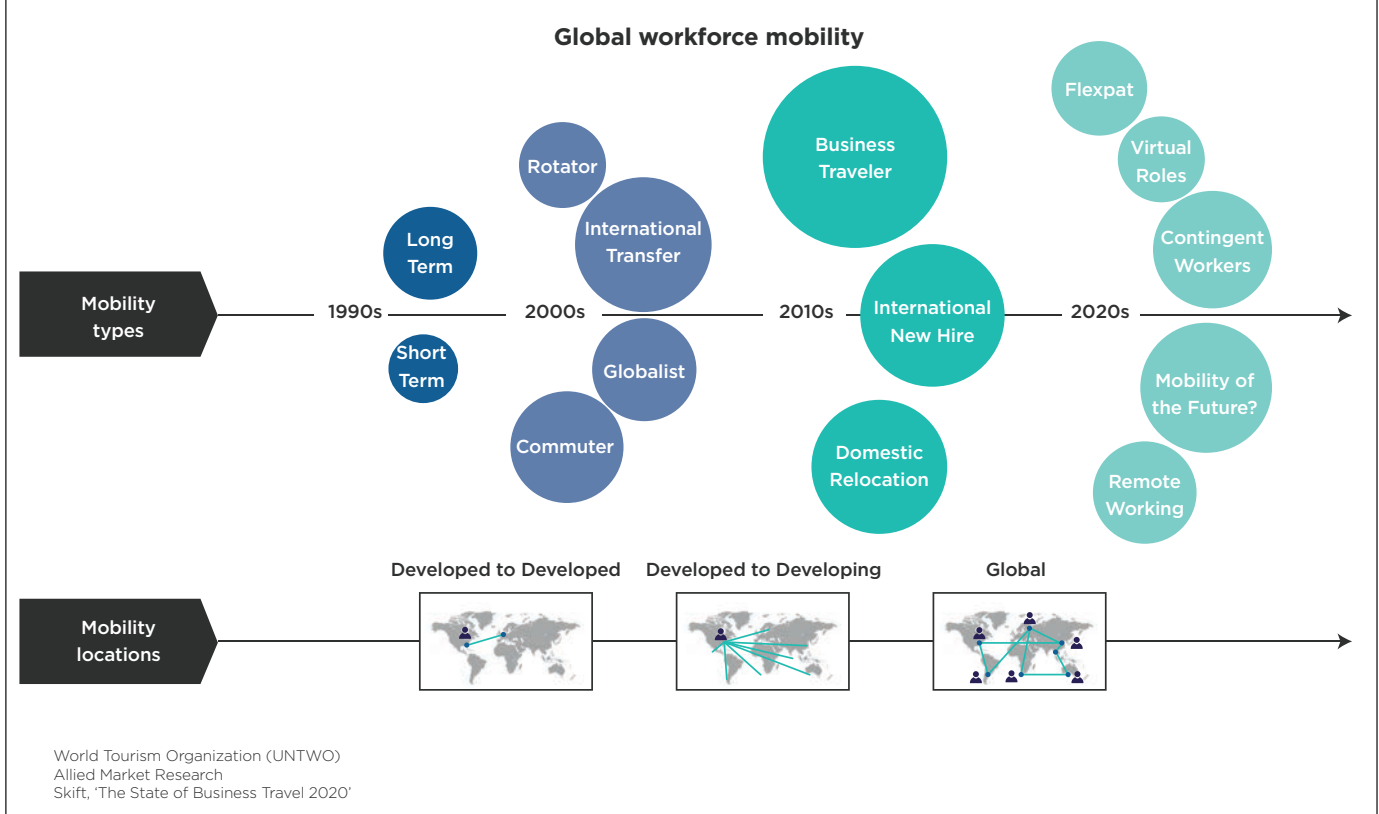 Global workforce mobility
Mobility
types
1990s
Long
Term
Short
Term
2000s
Rotator
International
Transfer
Globalist
Commuter
2010s
Business
Traveler
International
New Hire
Domestic
Relocation
2020s
Flexpat
Virtual
Roles
Contingent
Workers
Mobility of
the Future?
Remote
Working
Mobility
locations
Developed to Developed
Developed to Developing
Global
World Tourism Organization (UNTWO)
Allied Market Research
Skift, ‘The State of Business Travel 2020’